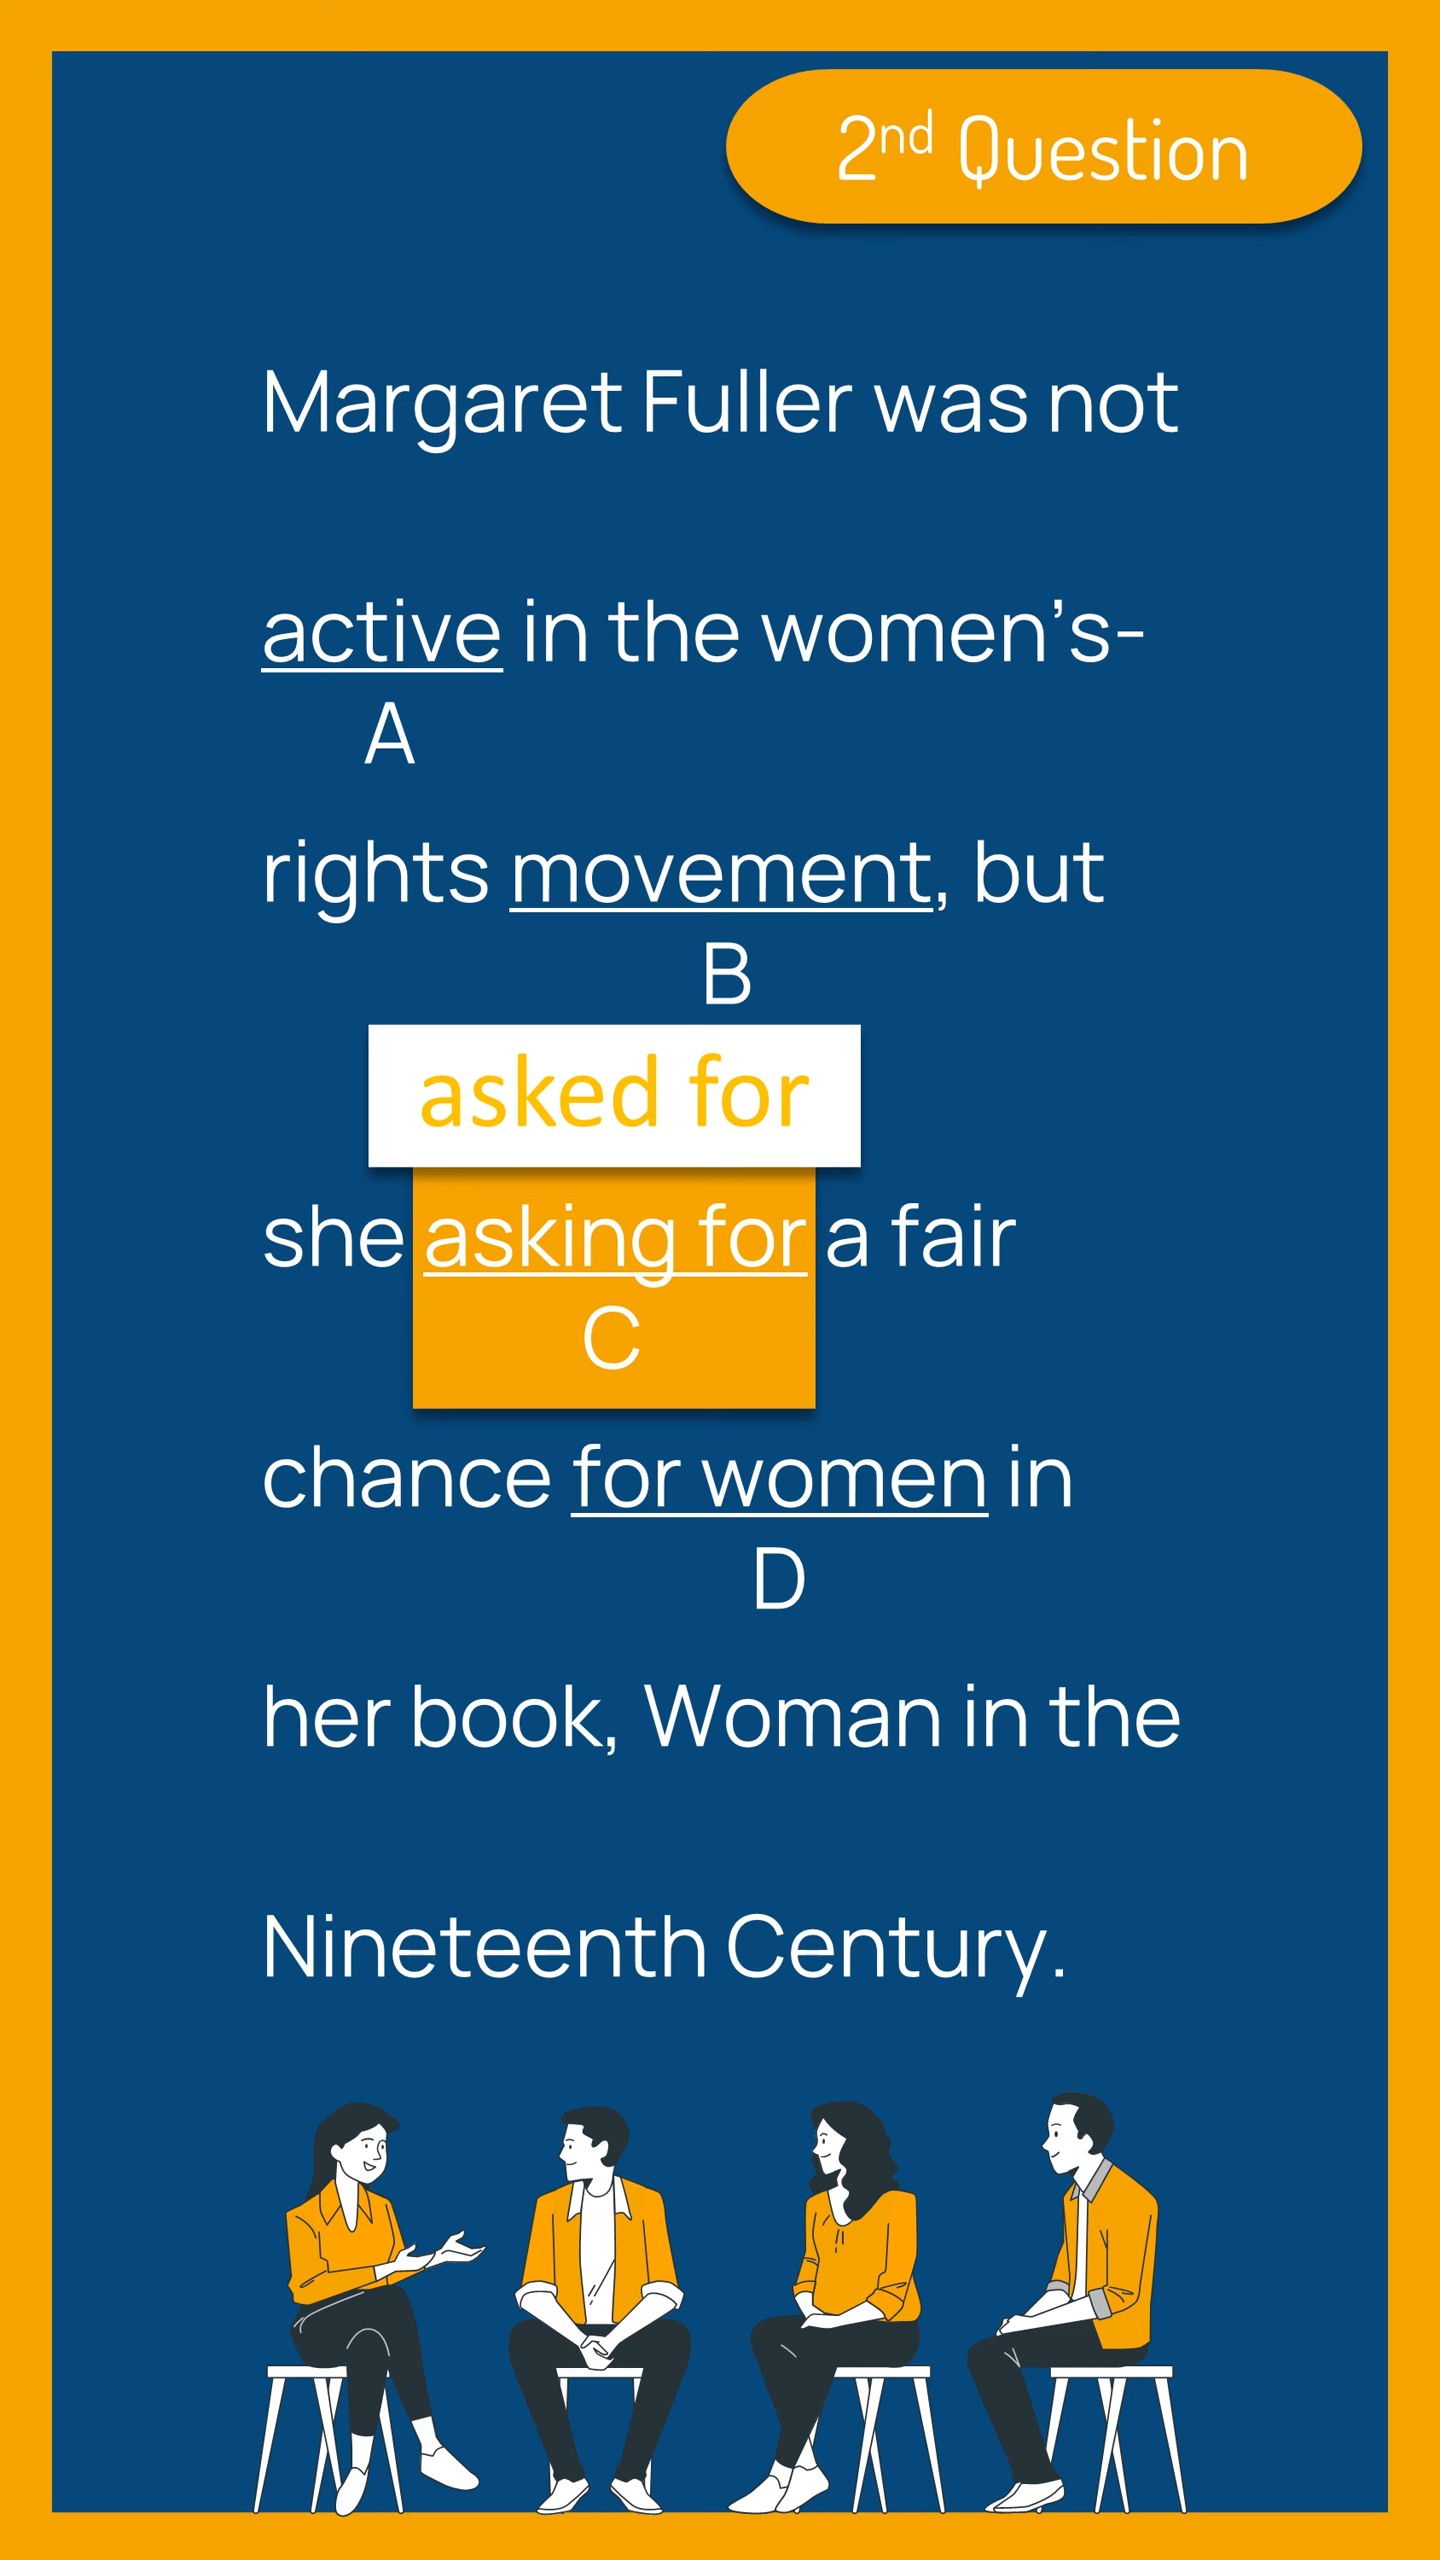 2nd Question
Margaret Fuller was not
active in the women’s-
A
rights movement, but
B
asked for
she asking for a fair
C
chance for women in
D
her book, Woman in the
Nineteenth Century.